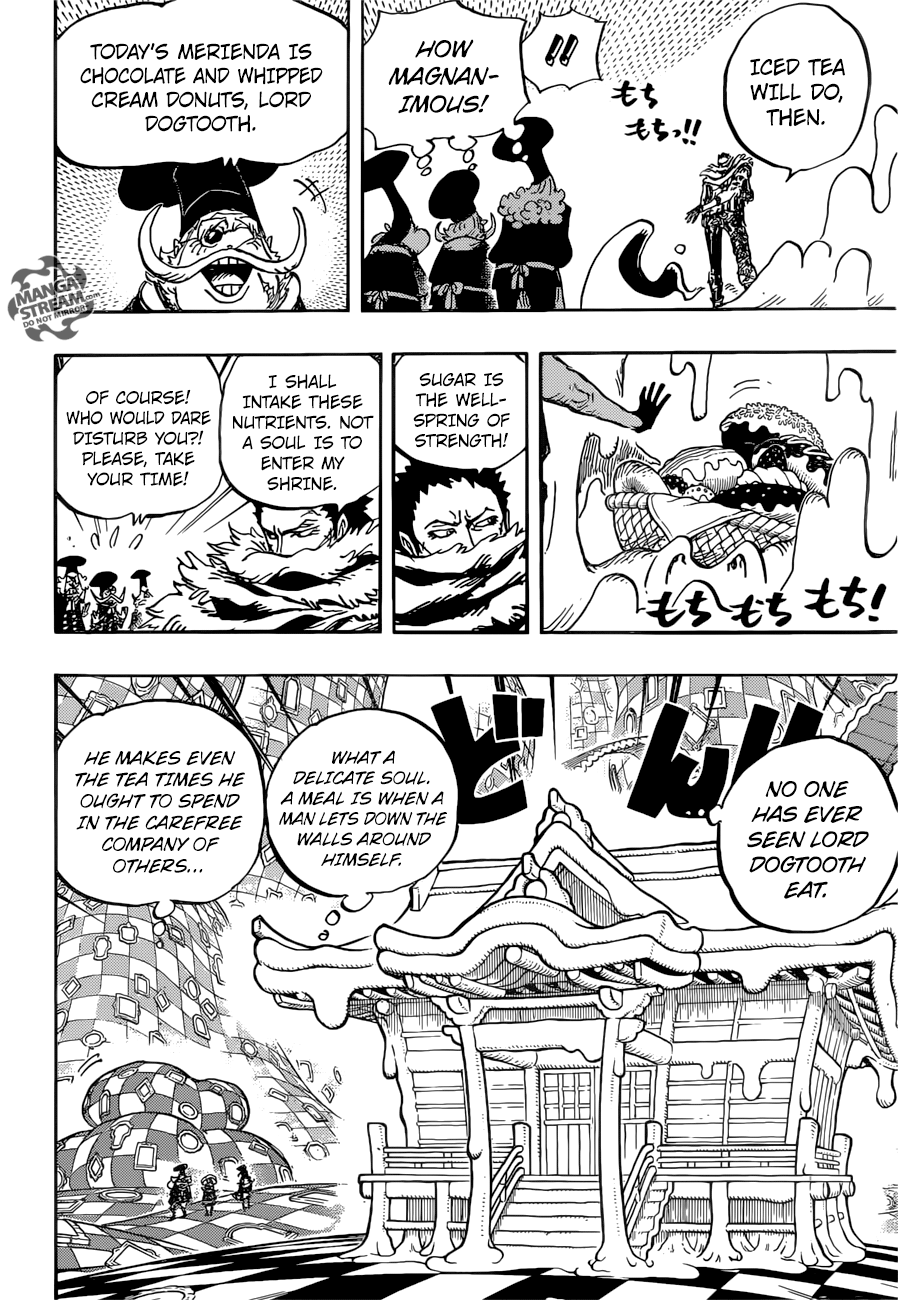 ICED TEA
WILL DO,
THEN.
もち
もちっ!!
!!
HOW
MAGNAN-
IMOUS!
TODAY'S MERIENDA IS
CHOCOLATE AND WHIPPED
CREAM DONUTS, LORD
DOGTOOTH.
MANGA
STREAM.com
DO NOT MIRROR
もち もち もち!
SUGAR IS
THE WELL-
SPRING OF
STRENGTH!
I SHALL
INTAKE THESE
NUTRIENTS. NOT
A SOUL IS TO
ENTER MY
SHRINE.
OF COURSE!
WHO WOULD DARE
DISTURB YOU?!
PLEASE, TAKE
YOUR TIME!
どん!!
NO ONE
HAS EVER
SEEN LORD
DOGTOOTH
EAT.
WHAT A
DELICATE SOUL.
A MEAL IS WHEN A
MAN LETS DOWN THE
WALLS AROUND
HIMSELF.
HE MAKES EVEN
THE TEA TIMES HE
OUGHT TO SPEND
IN THE CAREFREE
COMPANY OF
OTHERS...